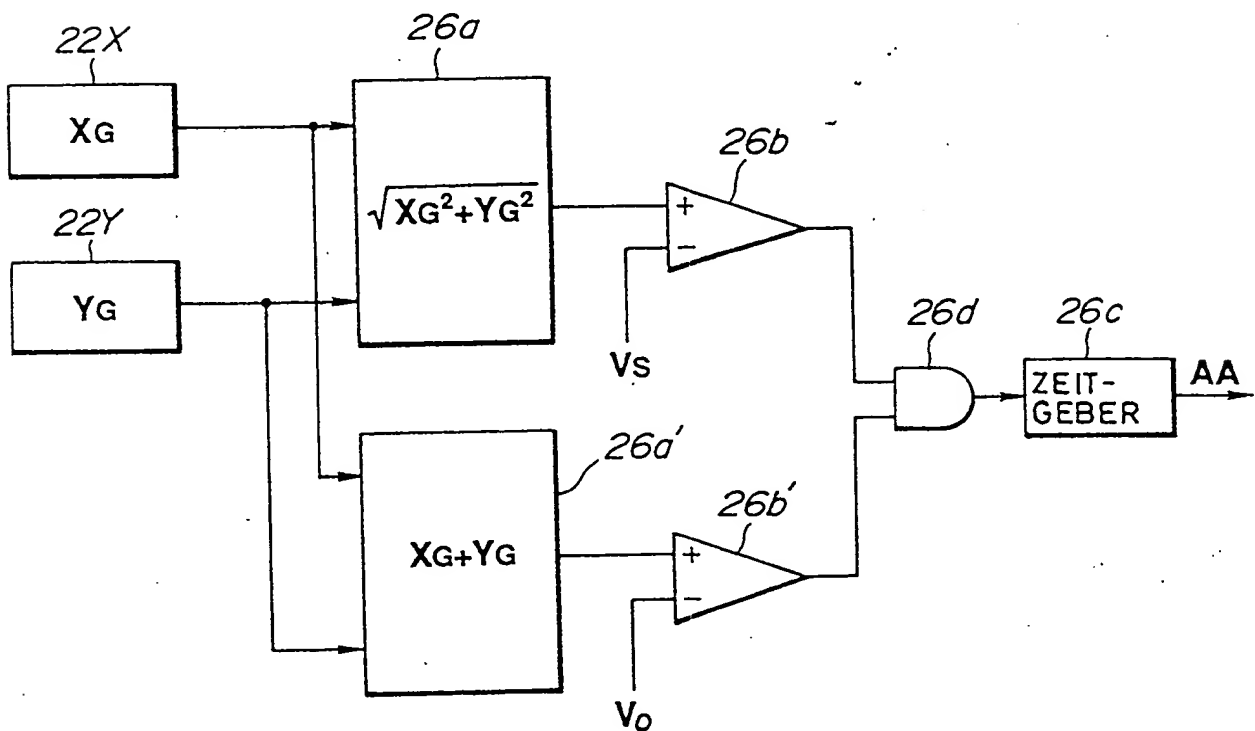 22X
XG
22Y
YG
26a
√XG²+YG²
26b
+
−
VS
26a'
XG+YG
26b'
+
−
VO
26d
26c
ZEIT-
GEBER
AA